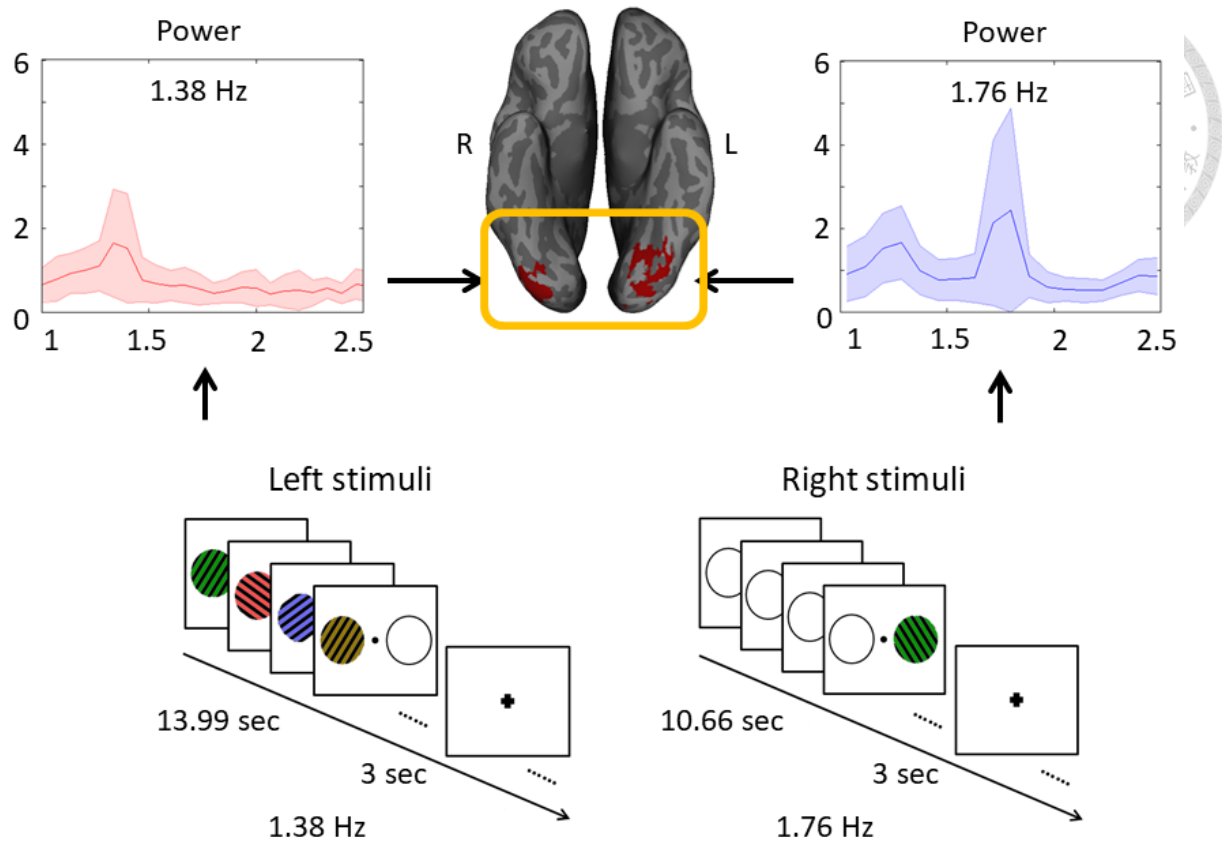 Power
6
1.38 Hz
4
2
0
1
1.5
2
2.5
R
L
Power
6
1.76 Hz
4
2
0
1
1.5
2
2.5
Left stimuli
13.99 sec
......
3 sec
......
1.38 Hz
Right stimuli
10.66 sec
......
3 sec
......
1.76 Hz